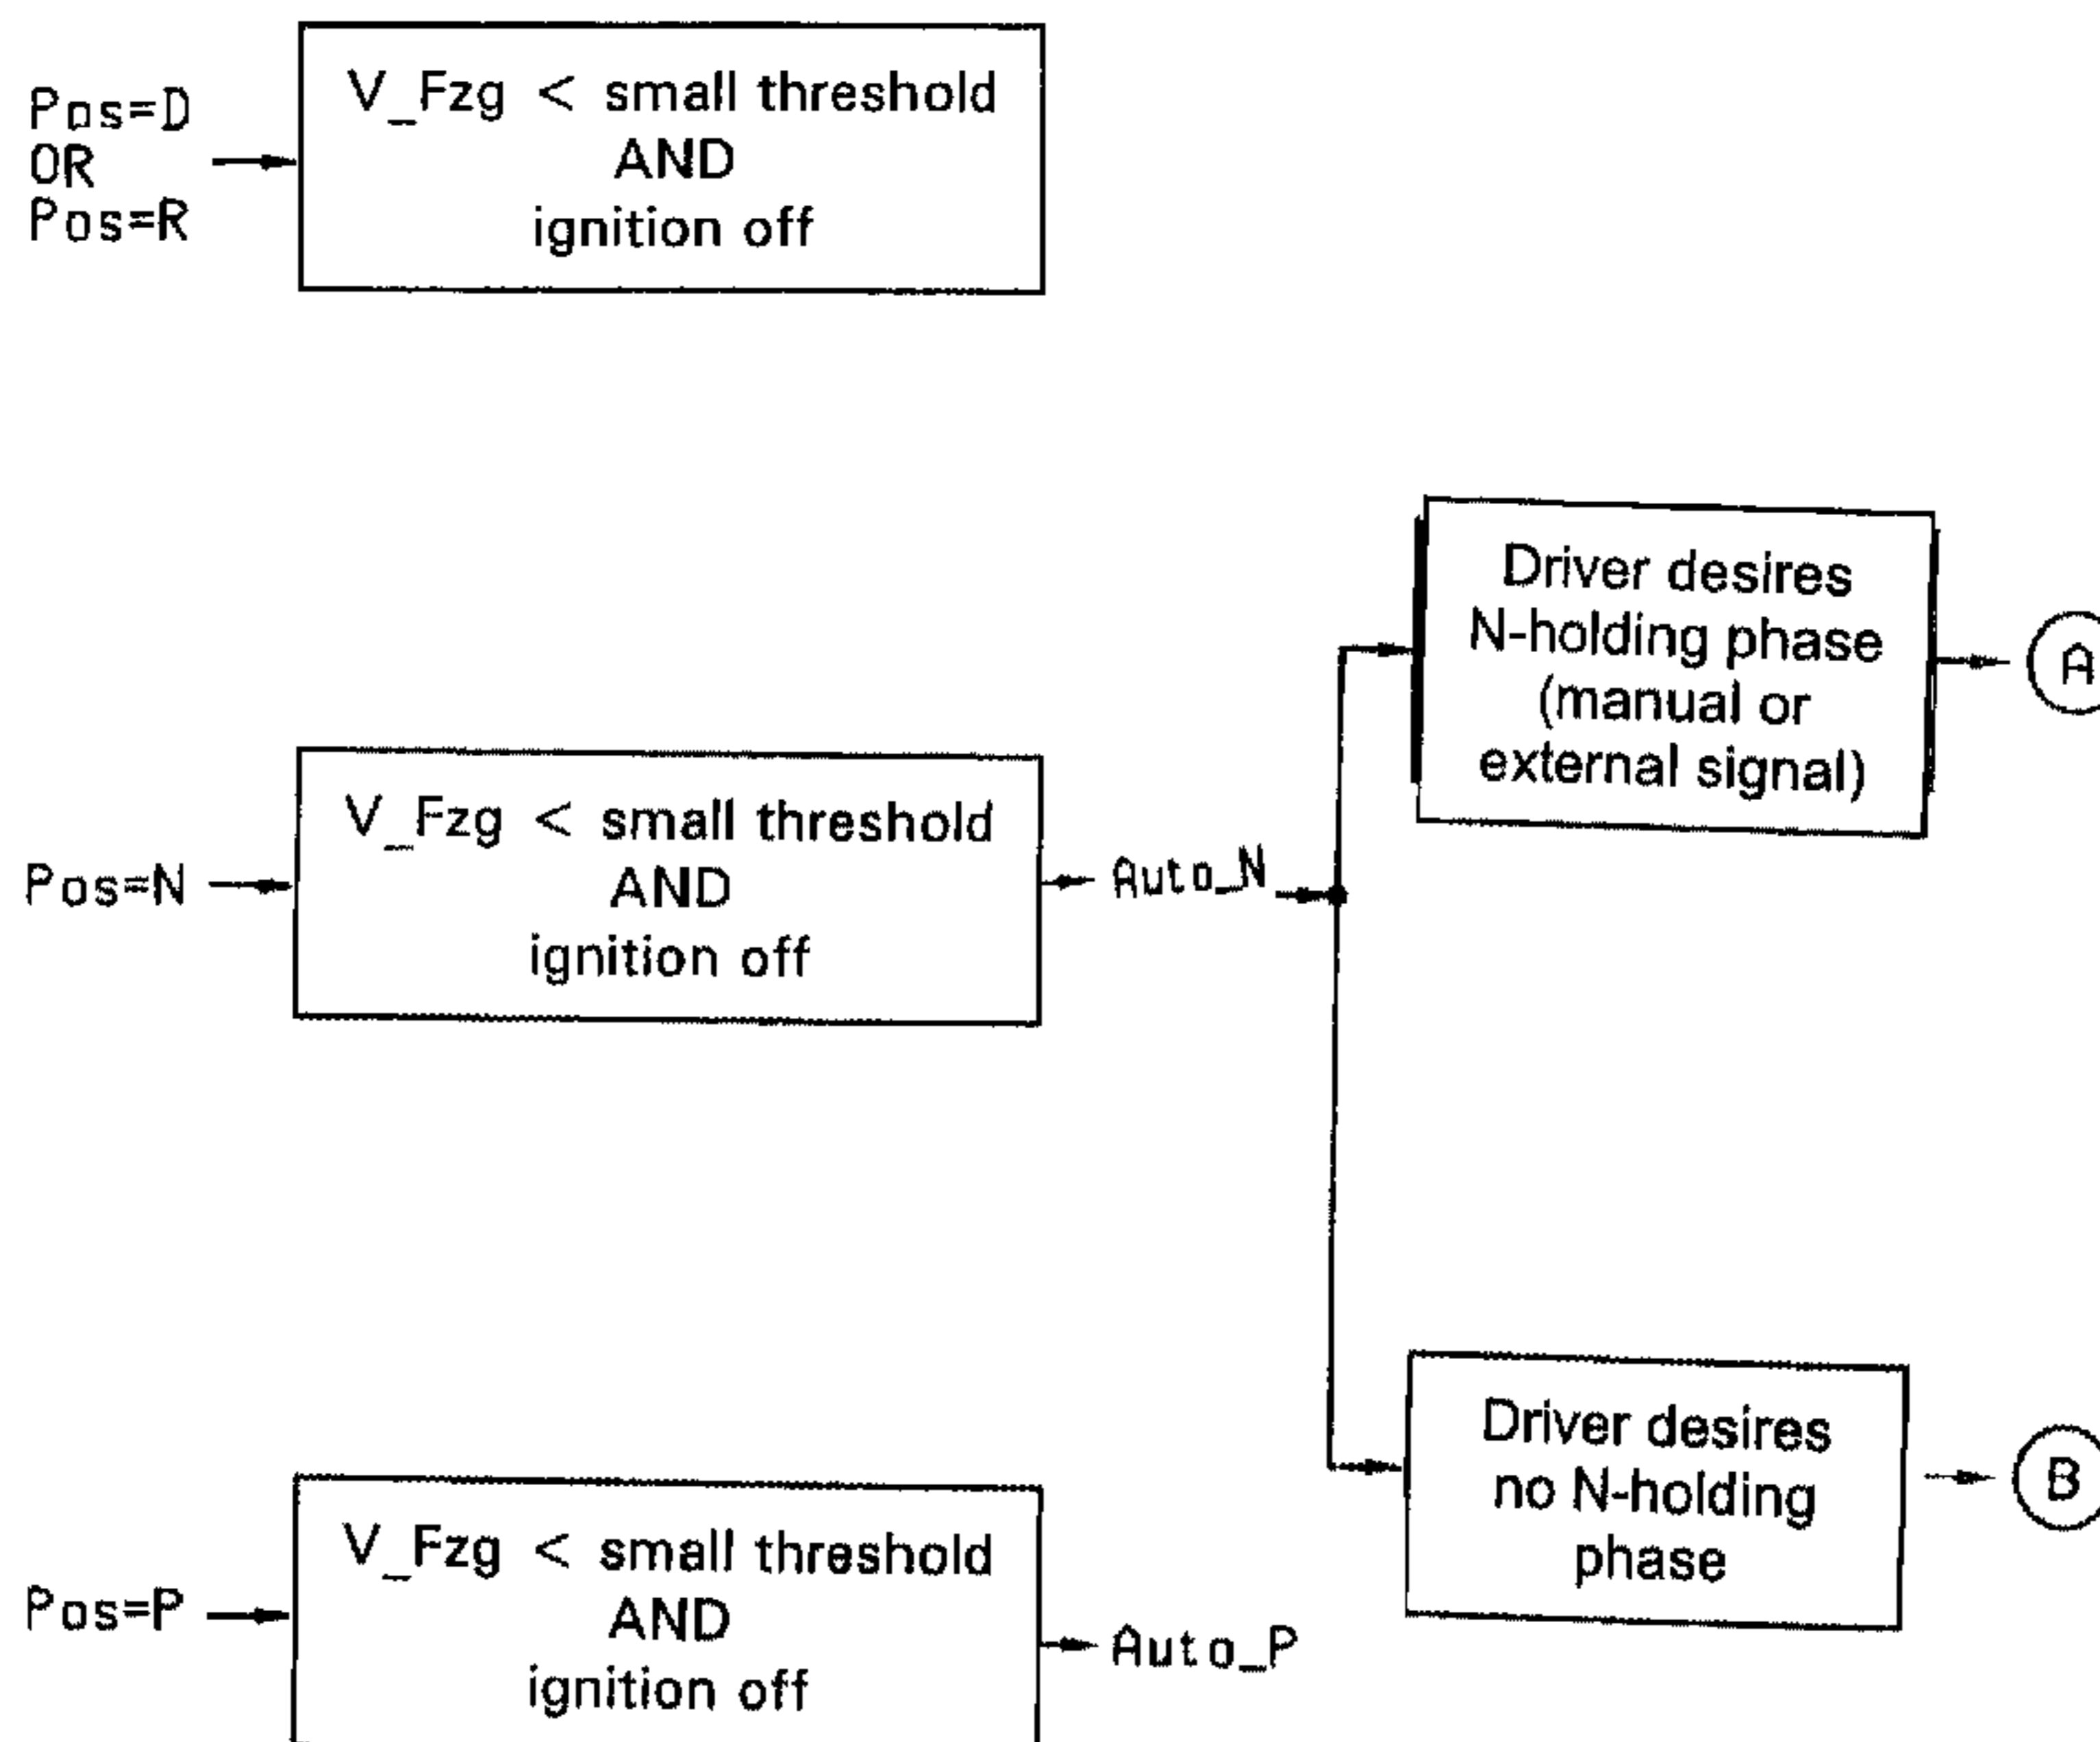 Pos=D
OR
Pos=R
V_Fzg < small threshold
AND
ignition off
Driver desires
N-holding phase
(manual or
external signal)
A
Pos=N
V_Fzg < small threshold
AND
ignition off
Auto_N
Driver desires
no N-holding
phase
B
Pos=P
V_Fzg < small threshold
AND
ignition off
Auto_P